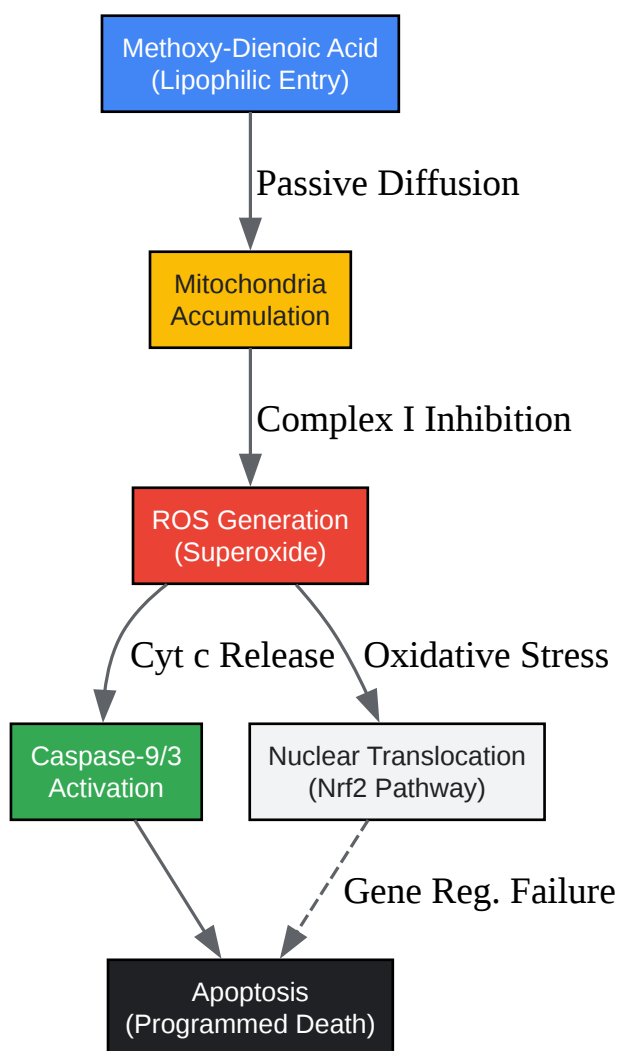 Methoxy-Dienoic Acid
(Lipophilic Entry)
Passive Diffusion
Mitochondria
Accumulation
Complex I Inhibition
ROS Generation
(Superoxide)
Cyt c Release
Oxidative Stress
Caspase-9/3
Activation
Nuclear Translocation
(Nrf2 Pathway)
Gene Reg. Failure
Apoptosis
(Programmed Death)